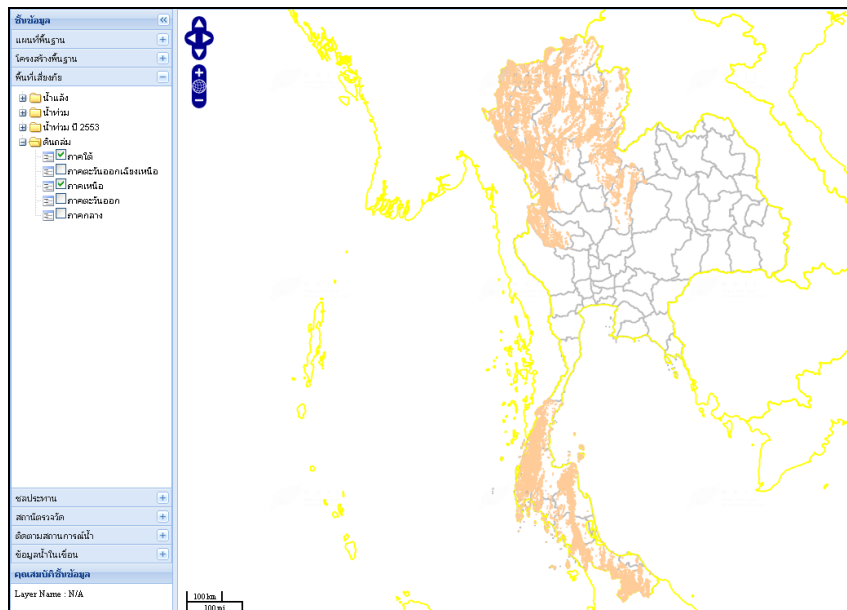 ชั้นข้อมูล
แผนที่พื้นฐาน
โครงสร้างพื้นฐาน
พื้นที่เสี่ยงภัย
น้ำแล้ง
น้ำท่วม
น้ำท่วม ปี 2553
ดินถล่ม
ภาคใต้
ภาคตะวันออกเฉียงเหนือ
ภาคเหนือ
ภาคตะวันออก
ภาคกลาง
ชลประทาน
สถานีตรวจวัด
ติดตามสถานการณ์น้ำ
ข้อมูลน้ำในเขื่อน
คุณสมบัติชั้นข้อมูล
Layer Name : N/A
100 km
100 mi